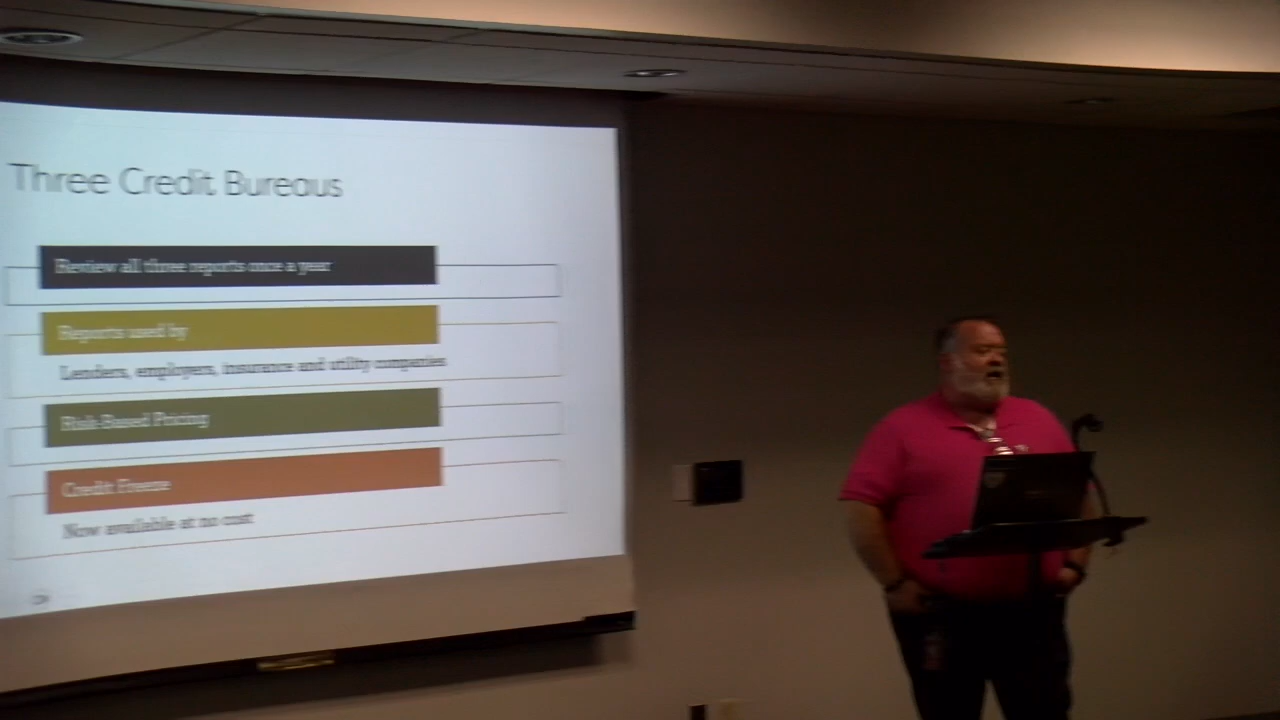 Three Credit Bureaus
Review all three reports once a year
Reports used by
Lenders, employers, insurance and utility companies
Risk Based Pricing
Credit Freeze
Now available at no cost